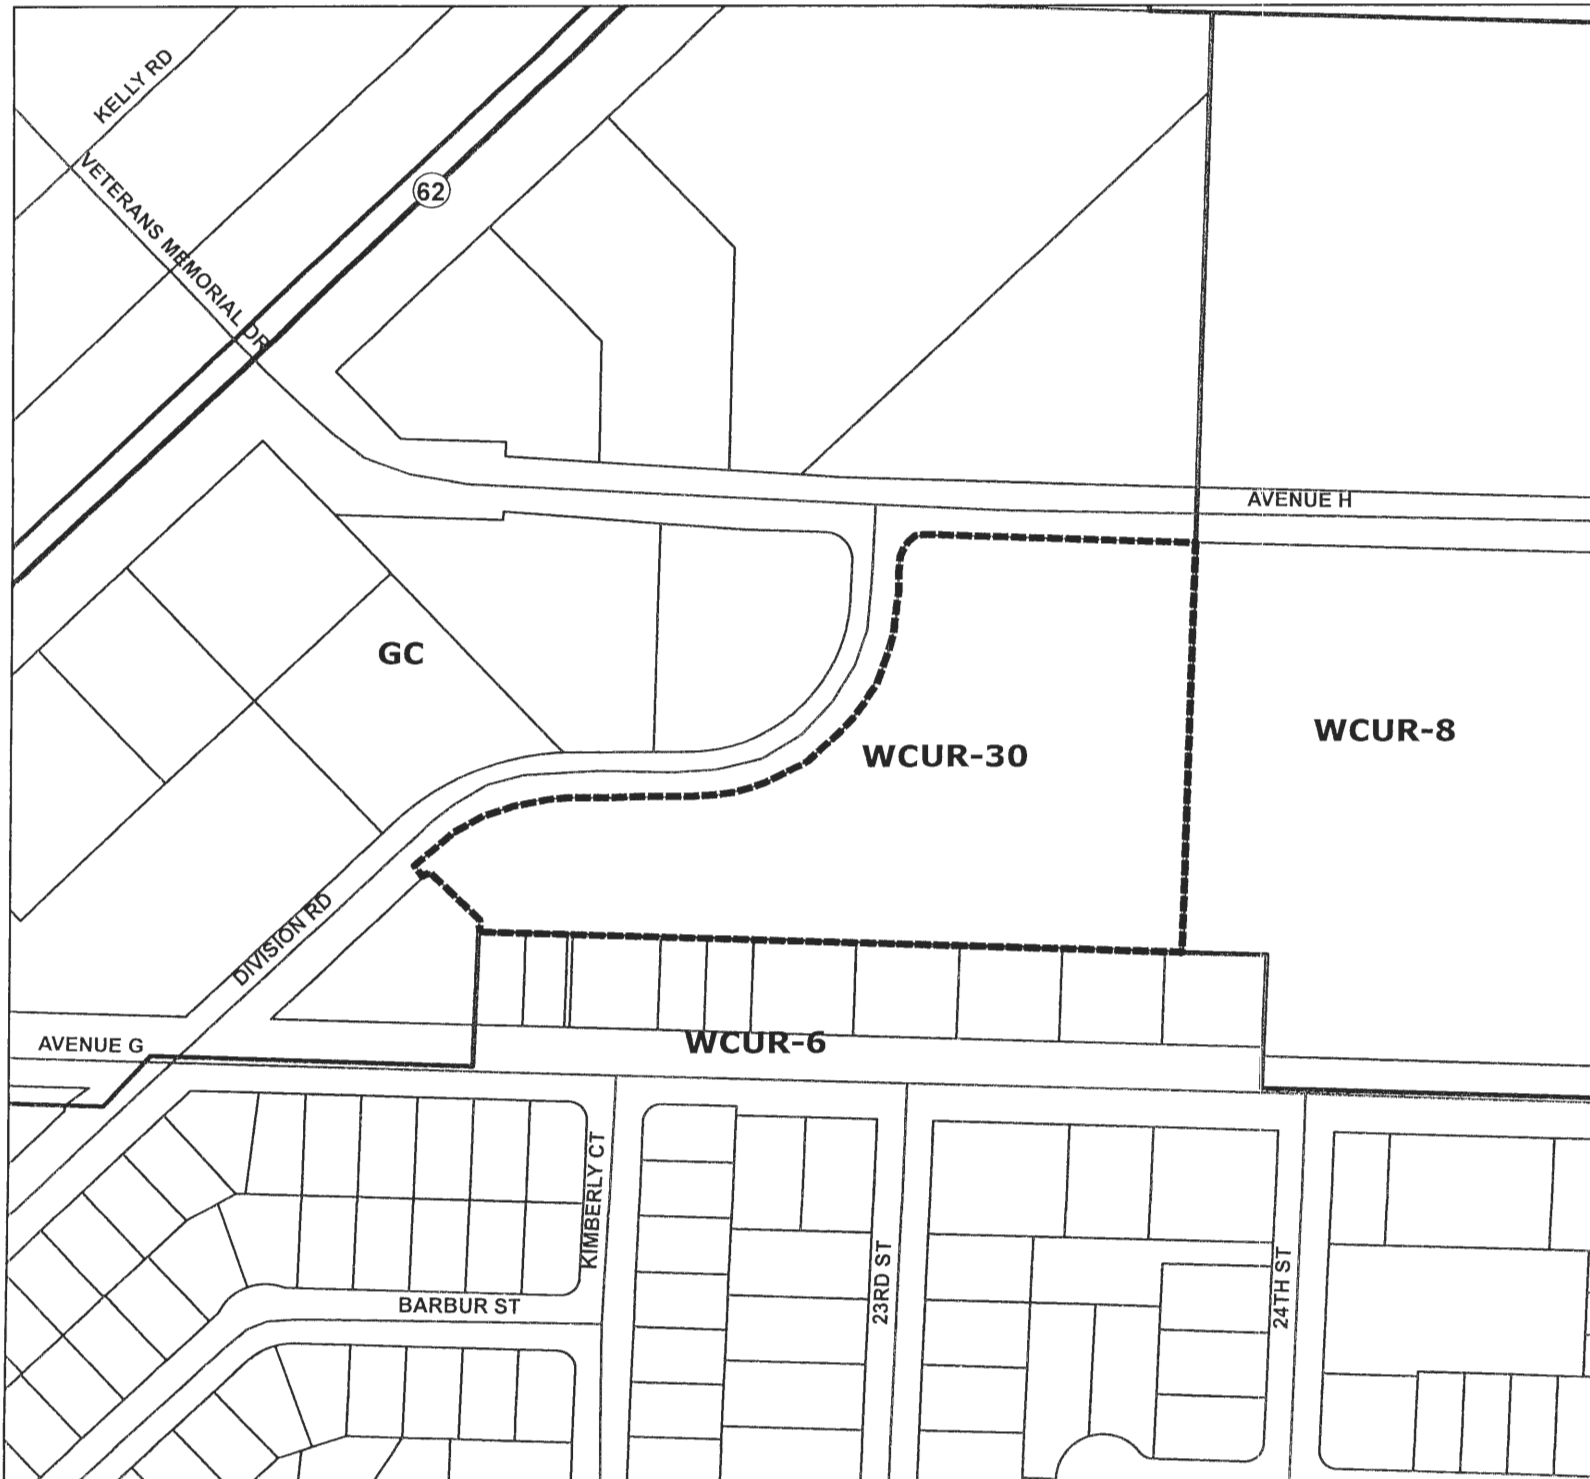 KELLY RD
VETERANS MEMORIAL DR
62
AVENUE H
GC
WCUR-30
WCUR-8
DIVISION RD
AVENUE G
WCUR-6
KIMBERLY CT
BARBUR ST
23RD ST
24TH ST